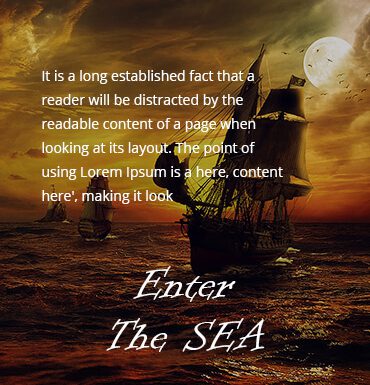 It is a long established fact that a
reader will be distracted by the
readable content of a page when
looking at its layout. The point of
using Lorem Ipsum is a here, content
here', making it look
Enter
The SEA